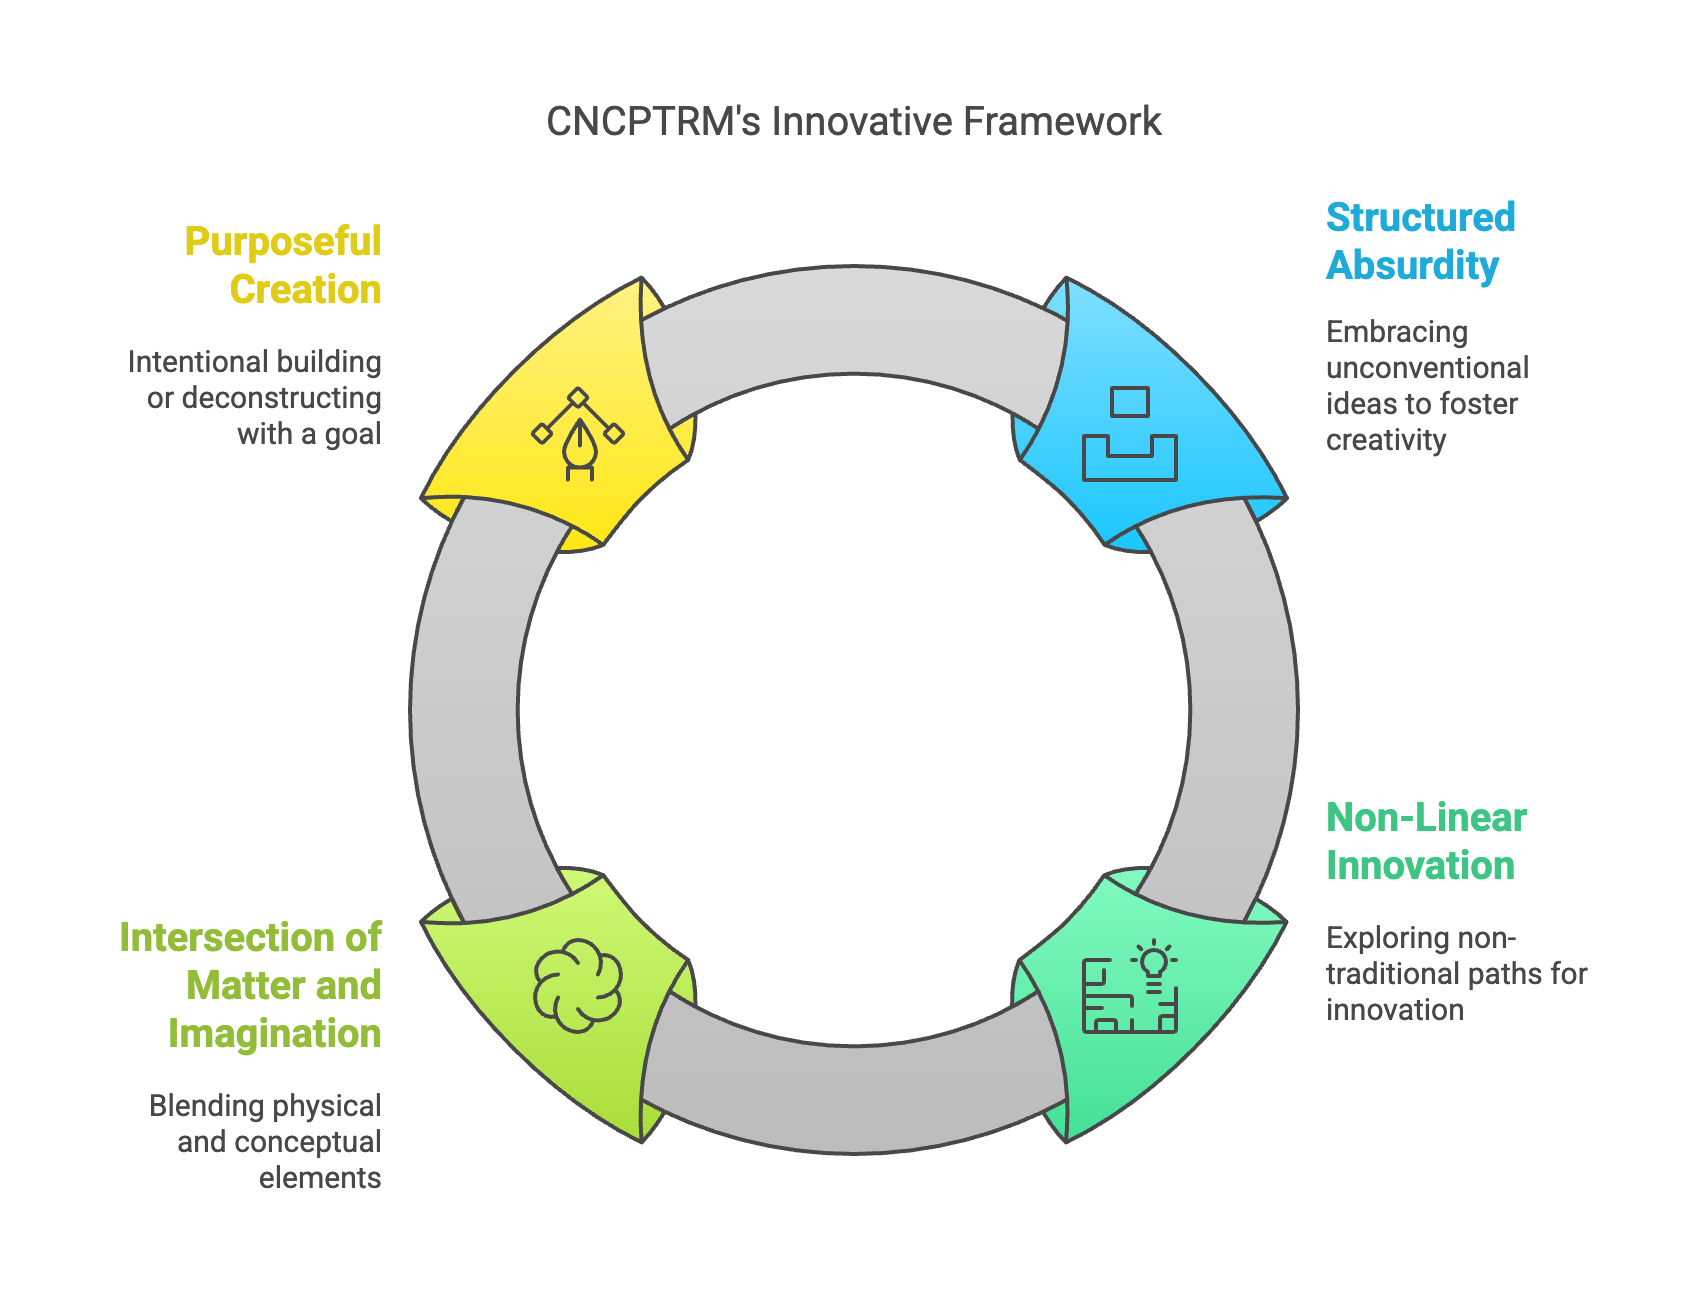 CNCPTRM's Innovative Framework
Purposeful
Creation
Intentional building
or deconstructing
with a goal
Structured
Absurdity
Embracing
unconventional
ideas to foster
creativity
Non-Linear
Innovation
Exploring non-
traditional paths for
innovation
Intersection of
Matter and
Imagination
Blending physical
and conceptual
elements